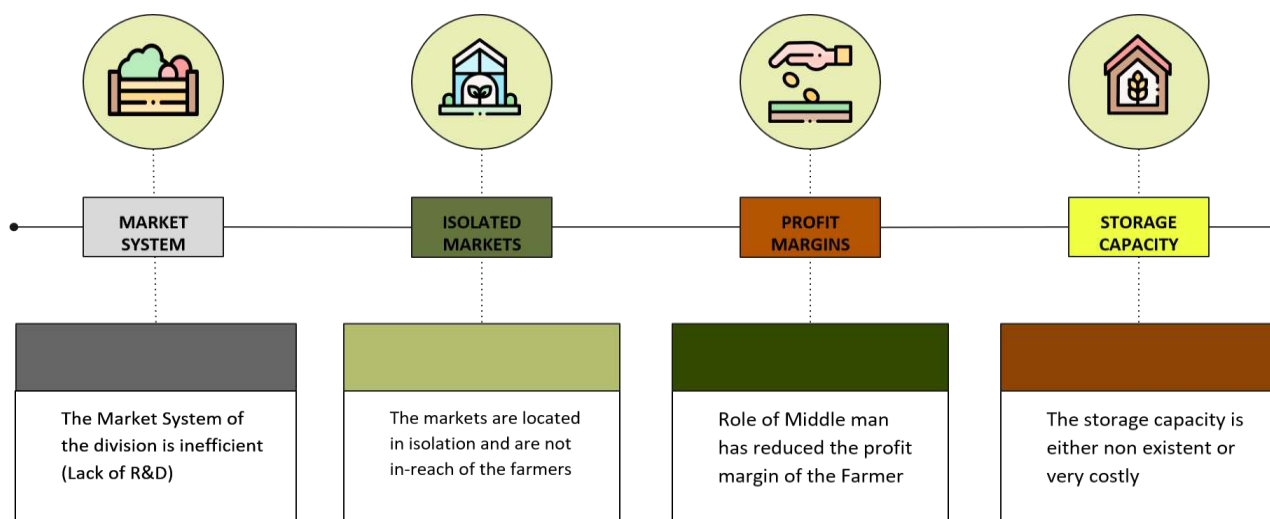 MARKET
SYSTEM
ISOLATED
MARKETS
PROFIT
MARGINS
STORAGE
CAPACITY
The Market System of
the division is inefficient
(Lack of R&D)
The markets are located
in isolation and are not
in-reach of the farmers
Role of Middle man
has reduced the profit
margin of the Farmer
The storage capacity is
either non existent or
very costly